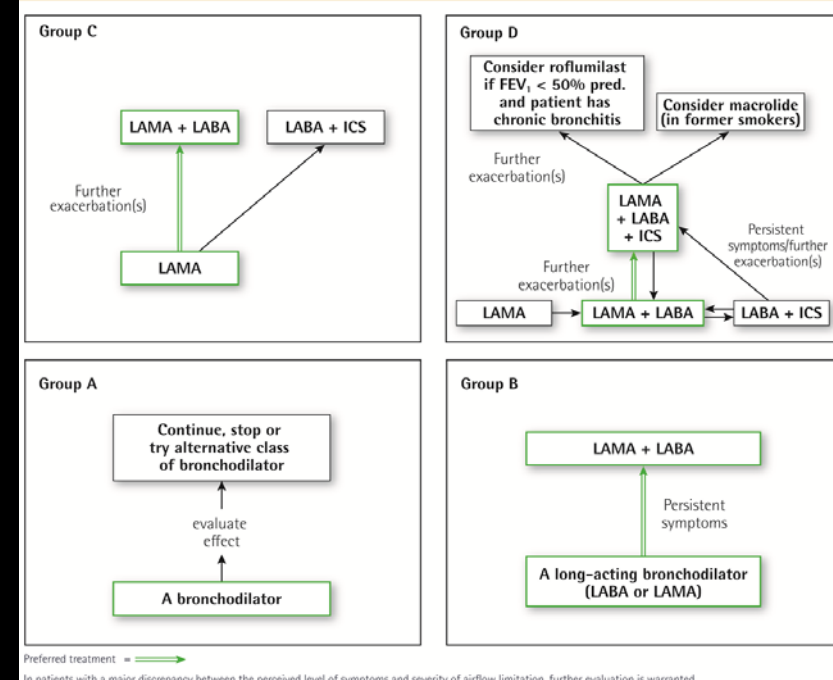 Group C
LAMA + LABA
LABA + ICS
Further
exacerbation(s)
LAMA
Group D
Consider roflumilast
if FEV₁ < 50% pred.
and patient has
chronic bronchitis
Consider macrolide
(in former smokers)
Further
exacerbation(s)
LAMA
+ LABA
+ ICS
Persistent
symptoms/further
exacerbation(s)
Further
exacerbation(s)
LAMA
LAMA + LABA
LABA + ICS
Group A
Continue, stop or
try alternative class
of bronchodilator
evaluate
effect
A bronchodilator
Group B
LAMA + LABA
Persistent
symptoms
A long-acting bronchodilator
(LABA or LAMA)
Preferred treatment =
In patients with a major discrepancy between the perceived level of symptoms and severity of airflow limitation, further evaluation is warranted